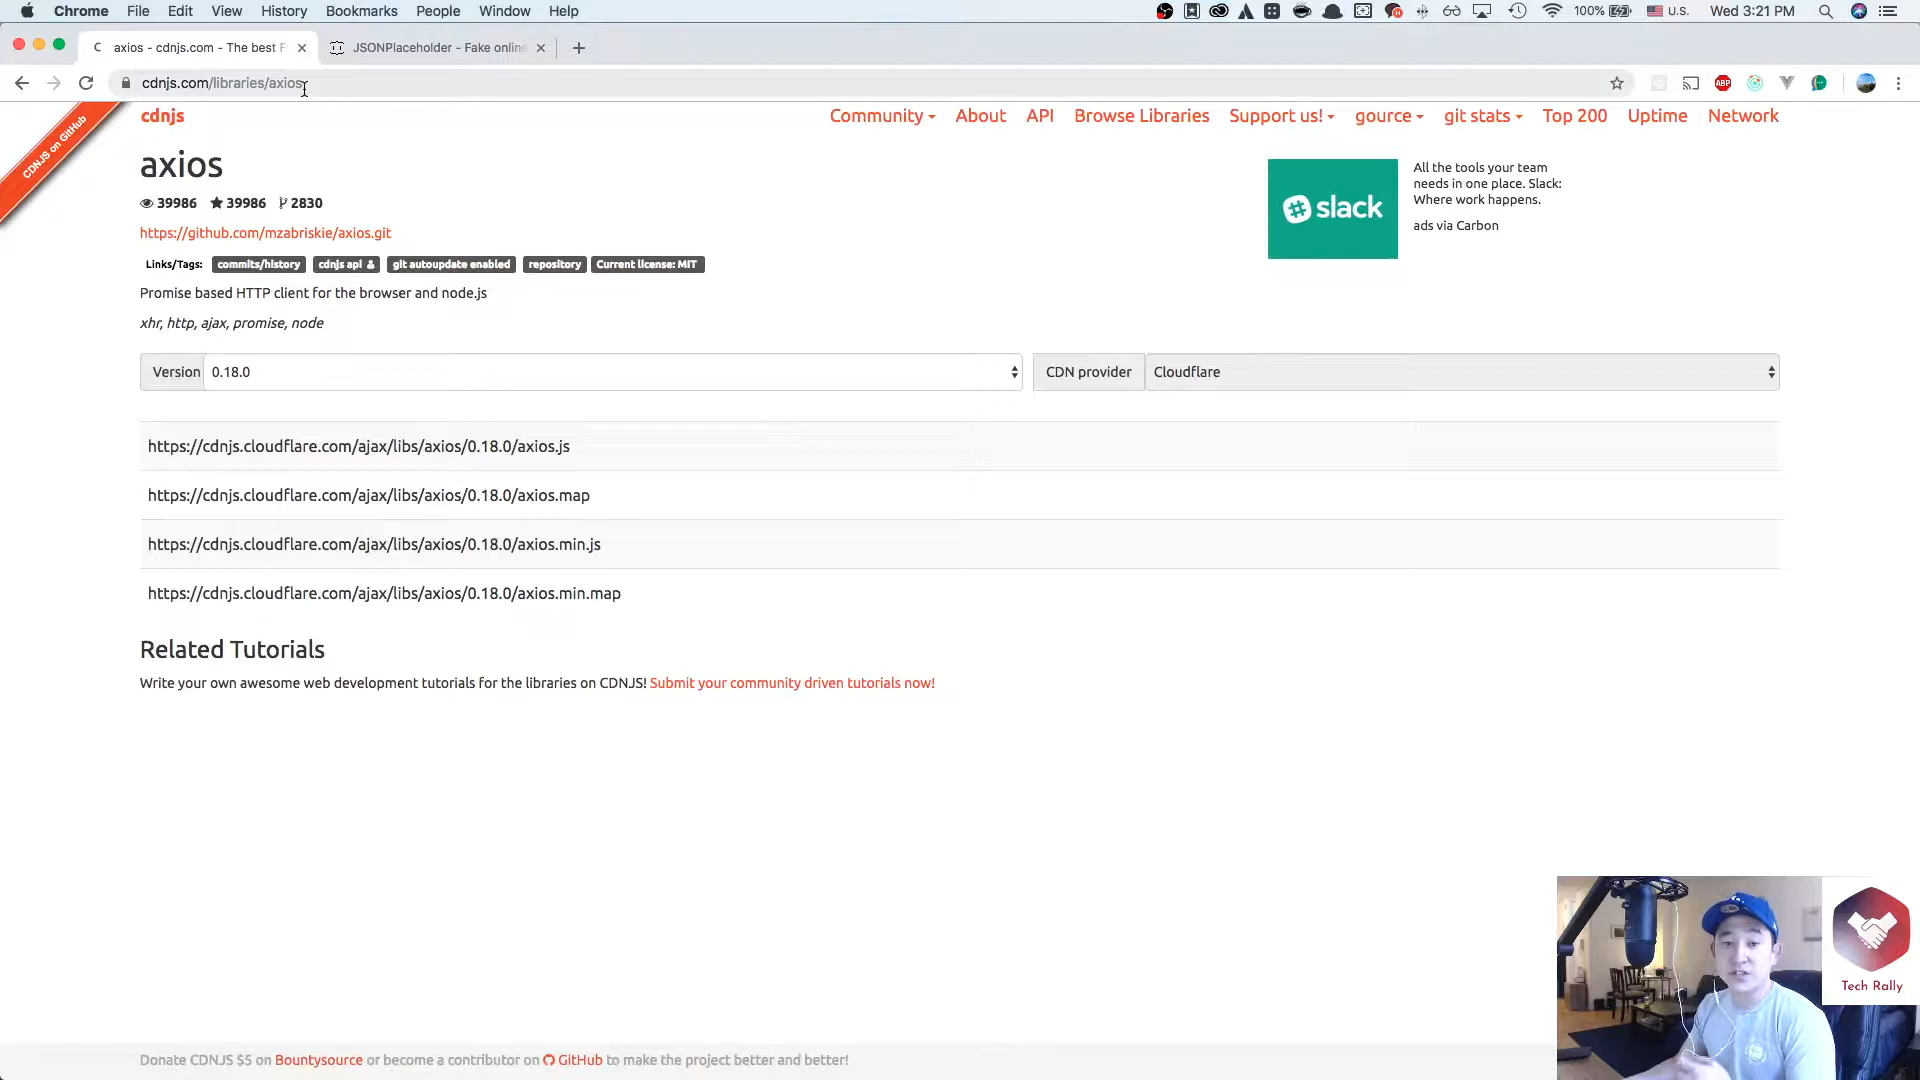 Chrome File Edit View History Bookmarks People Window Help 100% U.S. Wed 3:21 PM
axios - cdnjs.com - The best F JSONPlaceholder - Fake online
cdnjs.com/libraries/axios ABP
CDNJS on GitHub
cdnjs Community About API Browse Libraries Support us! gource git stats Top 200 Uptime Network
axios
39986 39986 2830
https://github.com/mzabriskie/axios.git
Links/Tags: commits/history cdnjs api git autoupdate enabled repository Current license: MIT
Promise based HTTP client for the browser and node.js
xhr, http, ajax, promise, node
slack
All the tools your team
needs in one place. Slack:
Where work happens.
ads via Carbon
Version 0.18.0 CDN provider Cloudflare
https://cdnjs.cloudflare.com/ajax/libs/axios/0.18.0/axios.js
https://cdnjs.cloudflare.com/ajax/libs/axios/0.18.0/axios.map
https://cdnjs.cloudflare.com/ajax/libs/axios/0.18.0/axios.min.js
https://cdnjs.cloudflare.com/ajax/libs/axios/0.18.0/axios.min.map
Related Tutorials
Write your own awesome web development tutorials for the libraries on CDNJS! Submit your community driven tutorials now!
Tech Rally
Donate CDNJS $5 on Bountysource or become a contributor on GitHub to make the project better and better!